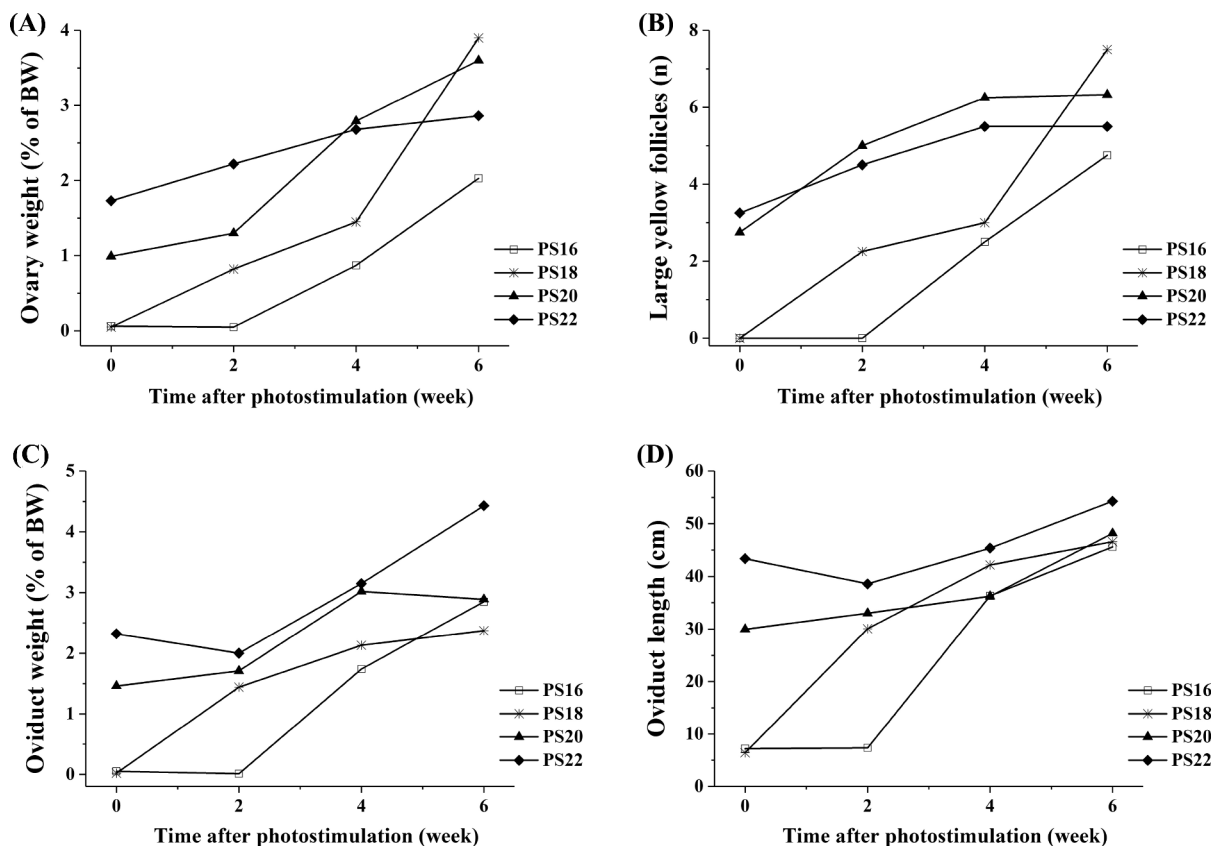 (A)
Ovary weight (% of BW)
4
3
2
1
0
0 2 4 6
Time after photostimulation (week)
PS16
PS18
PS20
PS22
(B)
Large yellow follicles (n)
8
6
4
2
0
0 2 4 6
Time after photostimulation (week)
PS16
PS18
PS20
PS22
(C)
Oviduct weight (% of BW)
5
4
3
2
1
0
0 2 4 6
Time after photostimulation (week)
PS16
PS18
PS20
PS22
(D)
Oviduct length (cm)
60
50
40
30
20
10
0
0 2 4 6
Time after photostimulation (week)
PS16
PS18
PS20
PS22